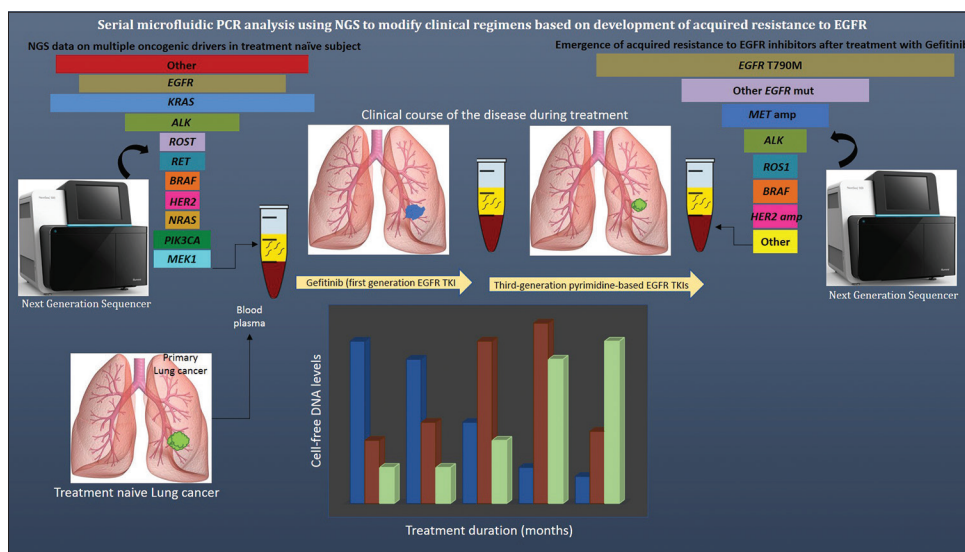 Serial microfluidic PCR analysis using NGS to modify clinical regimens based on development of acquired resistance to EGFR
NGS data on multiple oncogenic drivers in treatment naïve subject
Other
EGFR
KRAS
ALK
ROST
RET
BRAF
HER2
NRAS
PIK3CA
MEK1
Next Generation Sequencer
Blood
plasma
Primary
Lung cancer
Treatment naive Lung cancer
Clinical course of the disease during treatment
Gefitinib (first generation EGFR TKI
Third-generation pyrimidine-based EGFR TKIs
Cell-free DNA levels
Treatment duration (months)
Emergence of acquired resistance to EGFR inhibitors after treatment with Gefitinib
EGFR T790M
Other EGFR mut
MET amp
ALK
ROS1
BRAF
HER2 amp
Other
Next Generation Sequencer